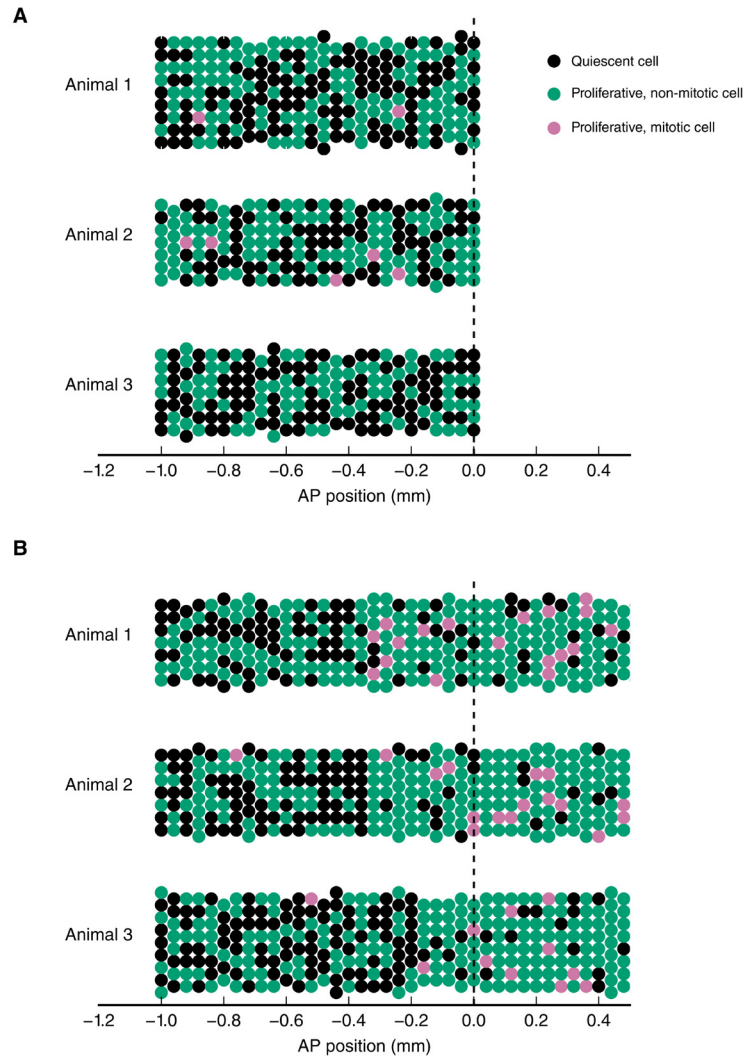 A
Animal 1
Quiescent cell
Proliferative, non-mitotic cell
Proliferative, mitotic cell
Animal 2
Animal 3
−1.2 −1.0 −0.8 −0.6 −0.4 −0.2 0.0 0.2 0.4
AP position (mm)
B
Animal 1
Animal 2
Animal 3
−1.2 −1.0 −0.8 −0.6 −0.4 −0.2 0.0 0.2 0.4
AP position (mm)